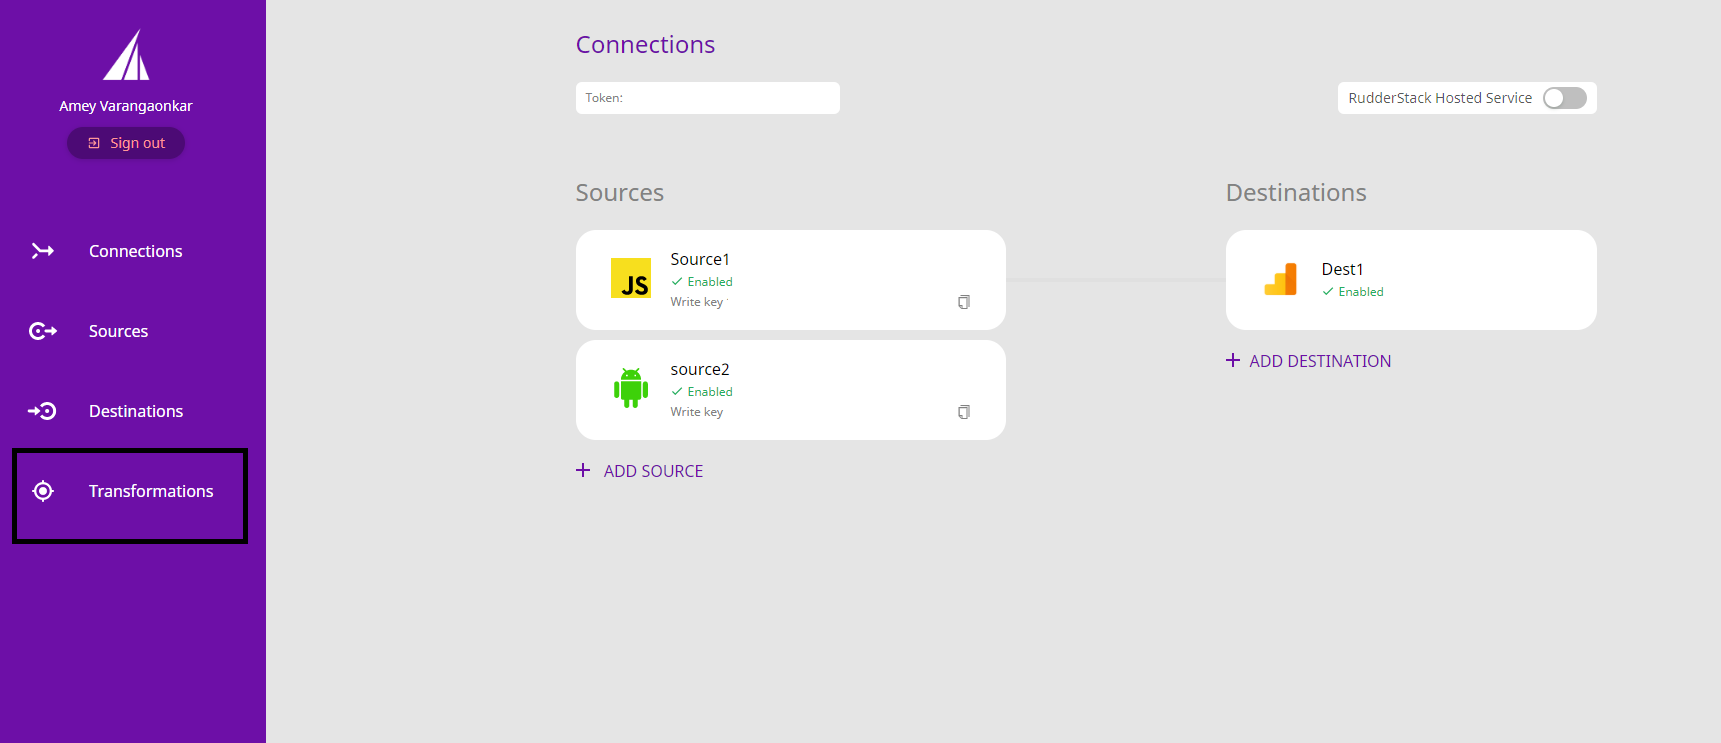 Amey Varangaonkar
Sign out
Connections
Sources
Destinations
Transformations
Connections
Token:
RudderStack Hosted Service
Sources
Destinations
JS
Source1
Enabled
Write key
source2
Enabled
Write key
ADD SOURCE
Dest1
Enabled
ADD DESTINATION